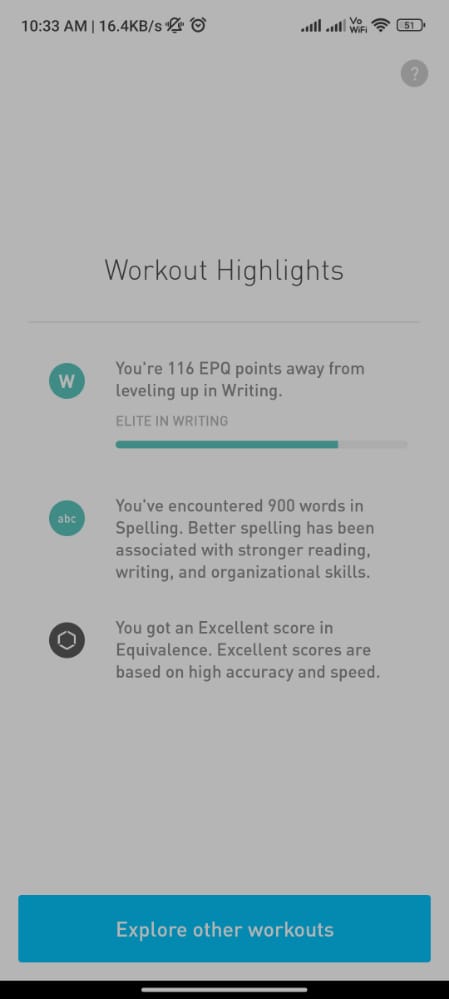 10:33 AM | 16.4KB/s Vo WiFi 51
?
Workout Highlights
W
You're 116 EPQ points away from
leveling up in Writing.
ELITE IN WRITING
abc
You've encountered 900 words in
Spelling. Better spelling has been
associated with stronger reading,
writing, and organizational skills.
You got an Excellent score in
Equivalence. Excellent scores are
based on high accuracy and speed.
Explore other workouts